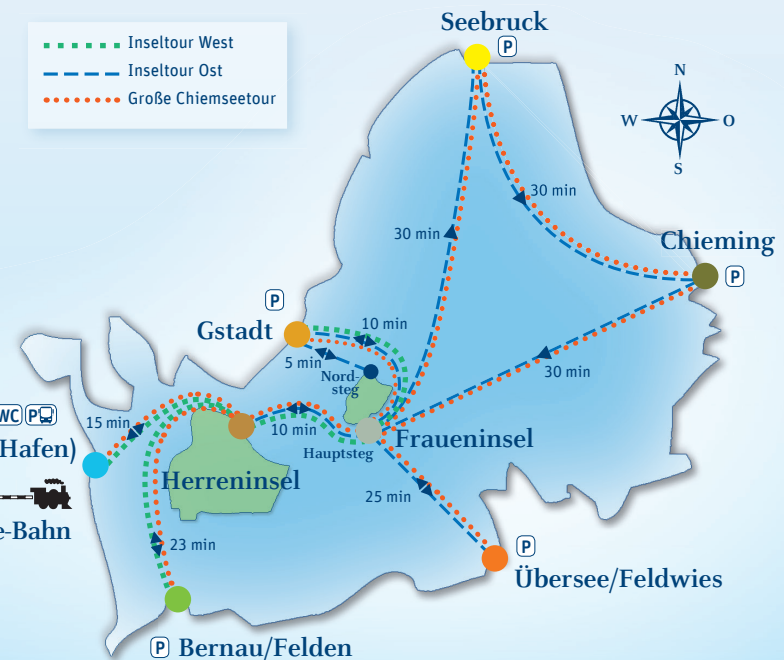 Seebruck
P
Inseltour West
Inseltour Ost
Große Chiemseetour
N
W
O
S
30 min
30 min
Chieming
P
P
Gstadt
10 min
5 min
Nord-
steg
30 min
WC P
15 min
Hafen)
10 min
Hauptsteg
Fraueninsel
Herreninsel
25 min
e-Bahn
23 min
P
Übersee/Feldwies
P Bernau/Felden